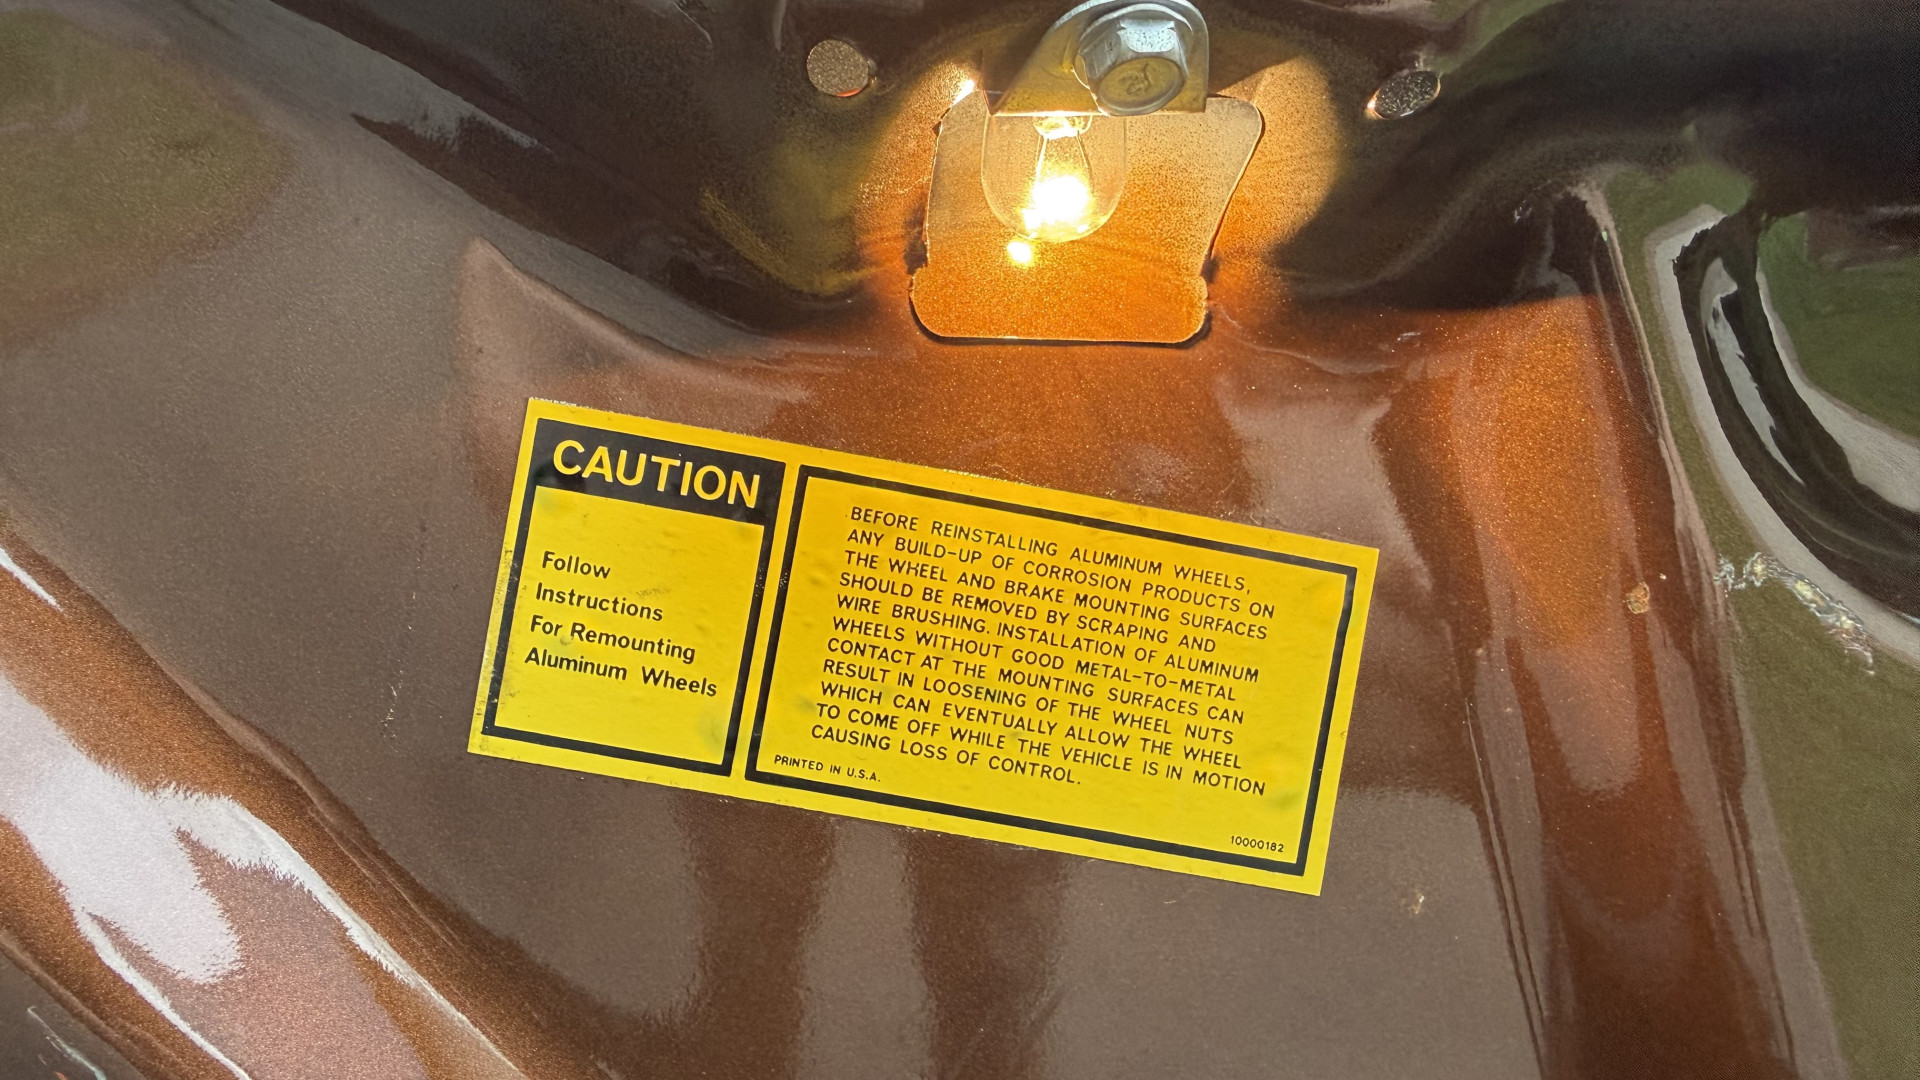 CAUTION
Follow
Instructions
For Remounting
Aluminum Wheels
BEFORE REINSTALLING ALUMINUM WHEELS,
ANY BUILD-UP OF CORROSION PRODUCTS ON
THE WHEEL AND BRAKE MOUNTING SURFACES
SHOULD BE REMOVED BY SCRAPING AND
WIRE BRUSHING. INSTALLATION OF ALUMINUM
WHEELS WITHOUT GOOD METAL-TO-METAL
CONTACT AT THE MOUNTING SURFACES CAN
RESULT IN LOOSENING OF THE WHEEL NUTS
WHICH CAN EVENTUALLY ALLOW THE WHEEL
TO COME OFF WHILE THE VEHICLE IS IN MOTION
CAUSING LOSS OF CONTROL.
PRINTED IN U.S.A.
10000182